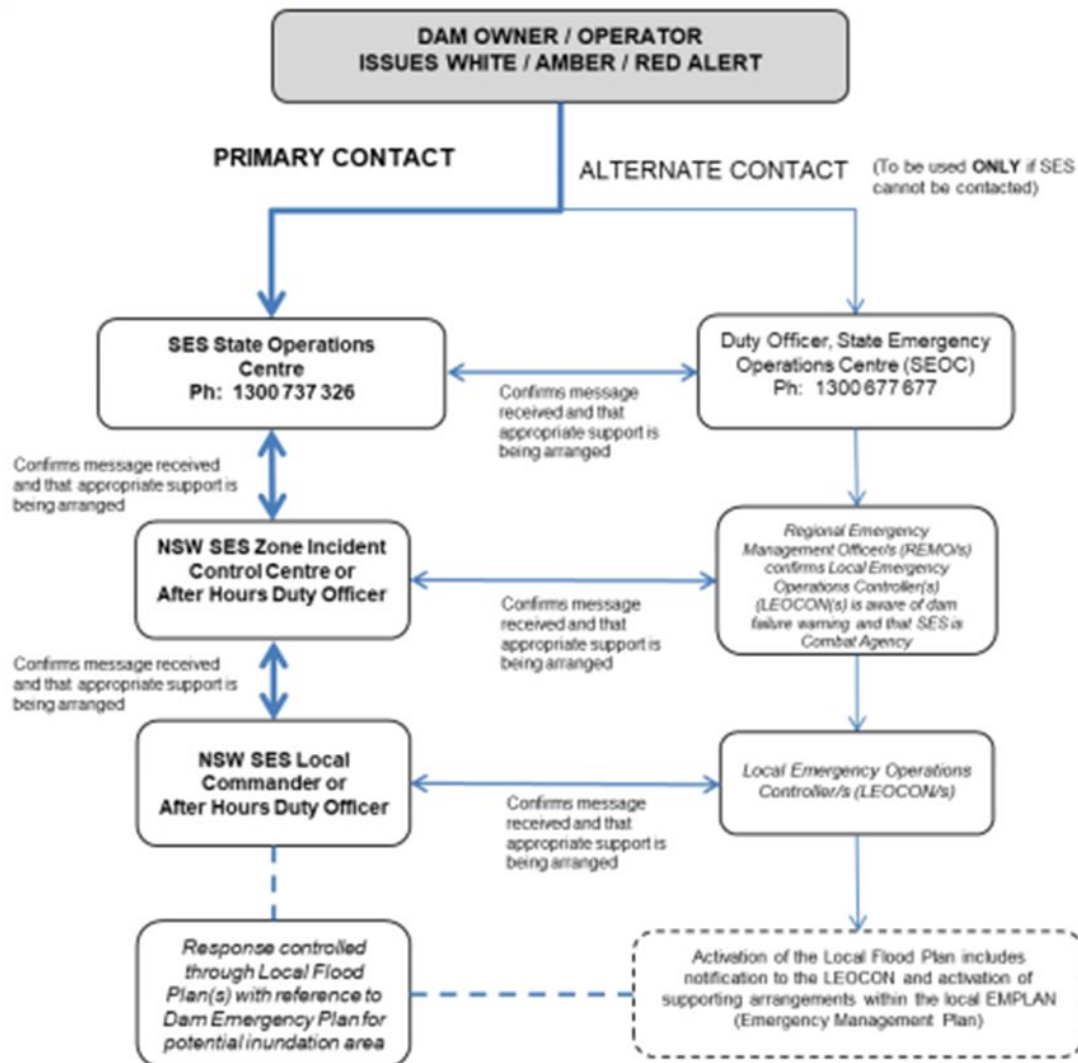 DAM OWNER / OPERATOR
ISSUES WHITE / AMBER / RED ALERT
PRIMARY CONTACT
ALTERNATE CONTACT
(To be used ONLY if SES
cannot be contacted)
SES State Operations
Centre
Ph: 1300 737 326
Confirms message
received and that
appropriate support is
being arranged
Duty Officer, State Emergency
Operations Centre (SEOC)
Ph: 1300 677 677
Confirms message received
and that appropriate support is
being arranged
NSW SES Zone Incident
Control Centre or
After Hours Duty Officer
Confirms message
received and that
appropriate support is
being arranged
Regional Emergency
Management Officer/s (REMO/s)
confirms Local Emergency
Operations Controller(s)
(LEOCON(s) is aware of dam
failure warning and that SES is
Combat Agency
Confirms message received
and that appropriate support is
being arranged
NSW SES Local
Commander or
After Hours Duty Officer
Confirms message
received and that
appropriate support is
being arranged
Local Emergency Operations
Controller/s (LEOCON/s)
Response controlled
through Local Flood
Plan(s) with reference to
Dam Emergency Plan for
potential inundation area
Activation of the Local Flood Plan includes
notification to the LEOCON and activation of
supporting arrangements within the local EMPLAN
(Emergency Management Plan)